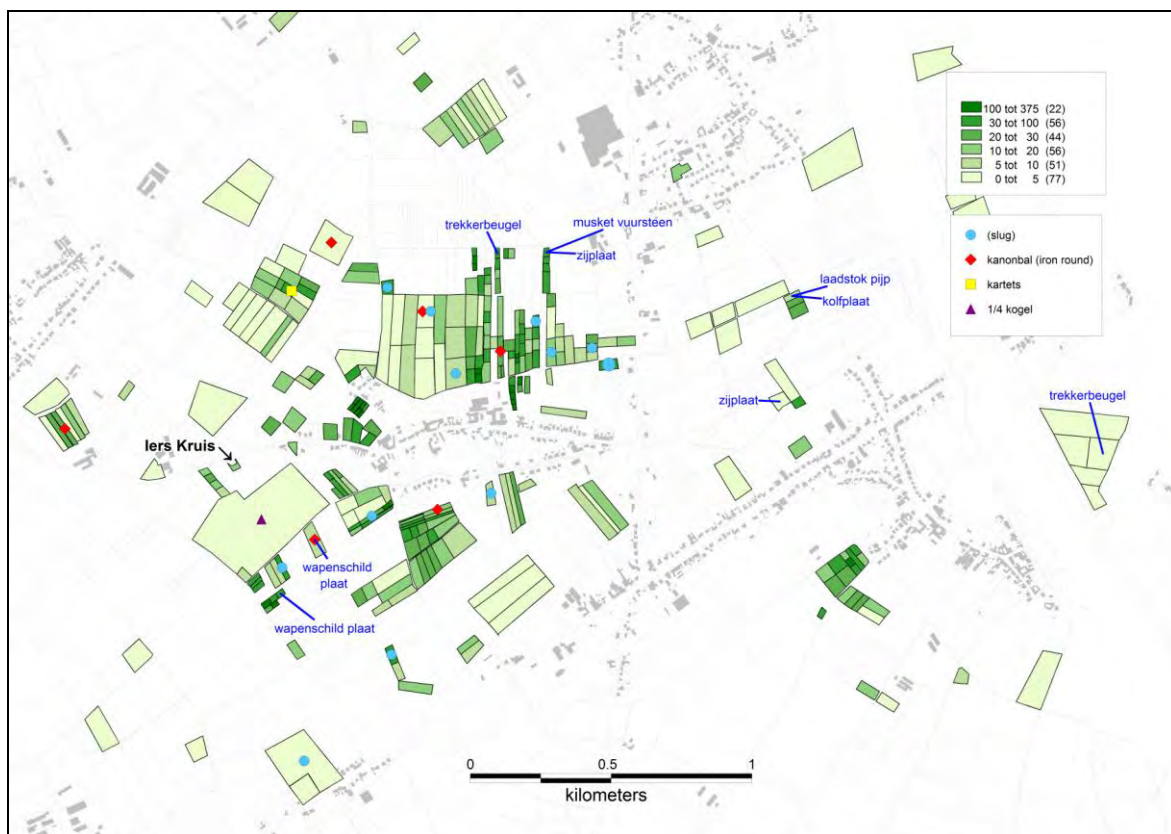 100 tot 375 (22)
30 tot 100 (56)
20 tot 30 (44)
10 tot 20 (56)
5 tot 10 (51)
0 tot 5 (77)
(slug)
kanonbal (iron round)
kartets
1/4 kogel
trekkerbeugel
musket vuursteen
zijplaat
laadstok pijp
kolfplaat
zijplaat
trekkerbeugel
Iers Kruis
wapenschild
plaat
wapenschild plaat
0 0.5 1
kilometers